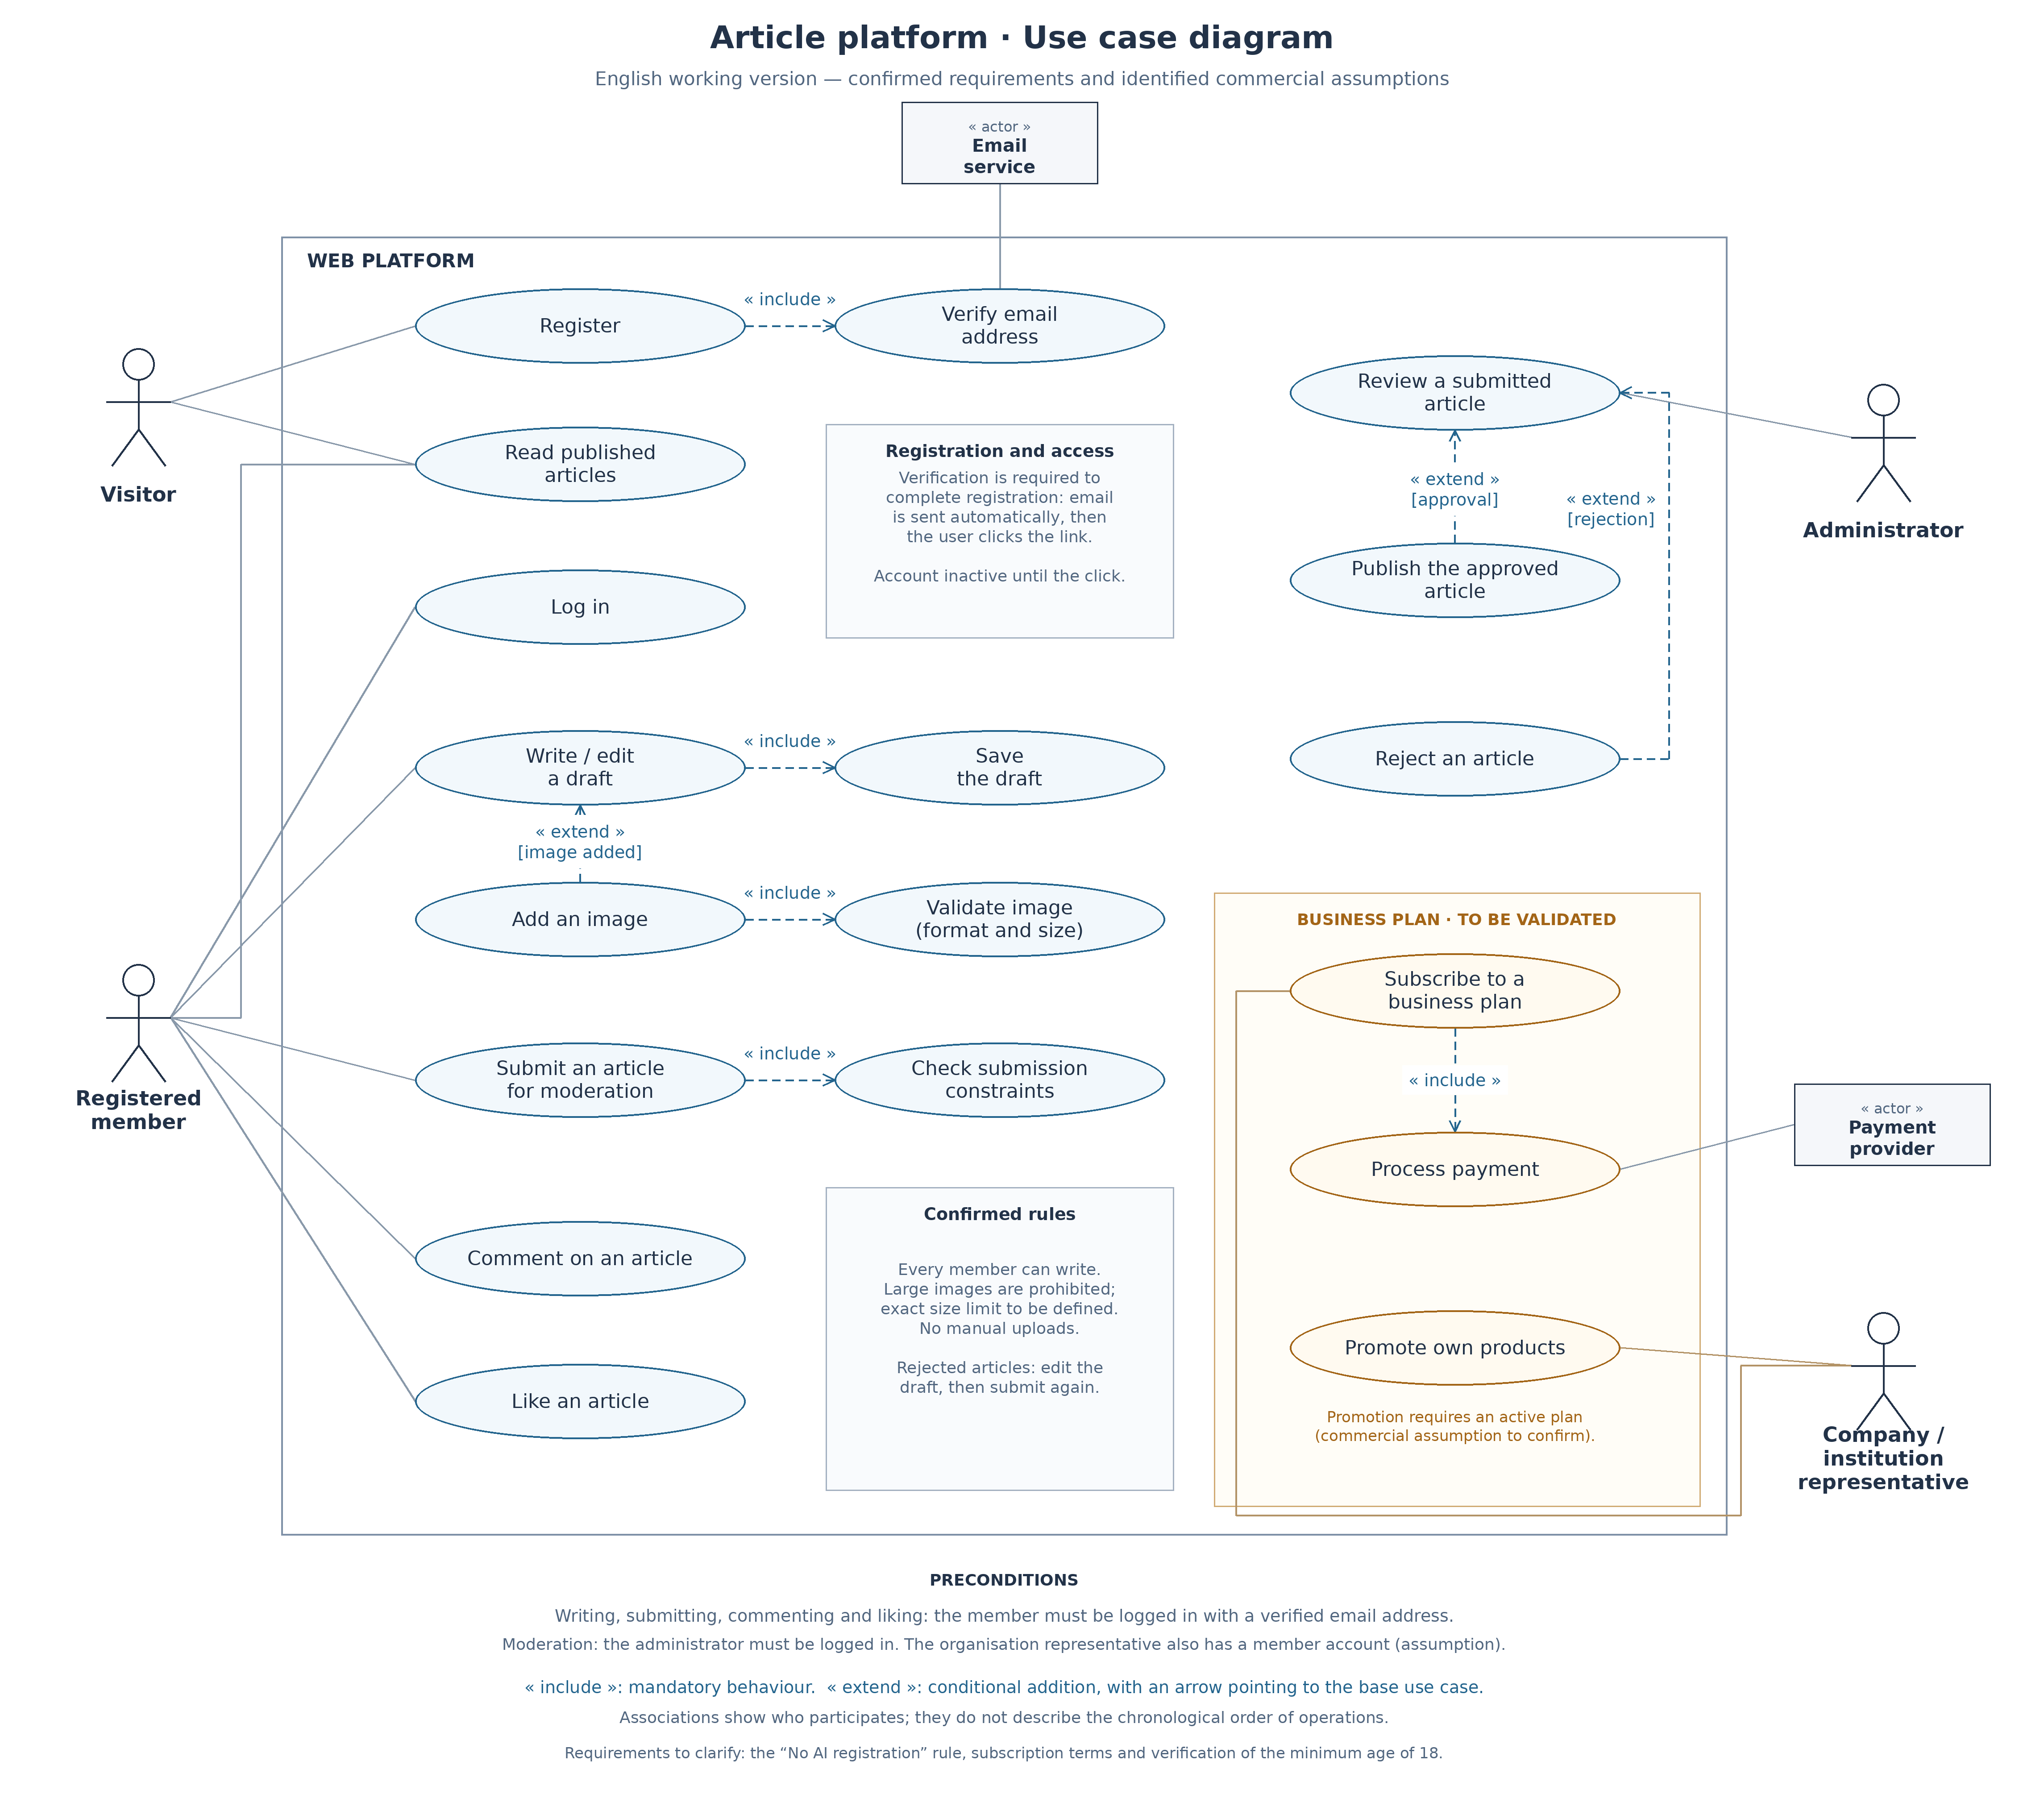 Article platform · Use case diagram
English working version — confirmed requirements and identified commercial assumptions
« actor »
Email
service
WEB PLATFORM
Register
« include »
Verify email
address
Review a submitted
article
Visitor
Read published
articles
Registration and access
Verification is required to
complete registration: email
is sent automatically, then
the user clicks the link.
Account inactive until the click.
« extend »
[approval]
« extend »
[rejection]
Administrator
Publish the approved
article
Log in
Write / edit
a draft
« include »
Save
the draft
Reject an article
« extend »
[image added]
Add an image
« include »
Validate image
(format and size)
BUSINESS PLAN · TO BE VALIDATED
Subscribe to a
business plan
Registered
member
Submit an article
for moderation
« include »
Check submission
constraints
« include »
« actor »
Payment
provider
Process payment
Confirmed rules
Every member can write.
Large images are prohibited;
exact size limit to be defined.
No manual uploads.
Rejected articles: edit the
draft, then submit again.
Comment on an article
Like an article
Promote own products
Promotion requires an active plan
(commercial assumption to confirm).
Company /
institution
representative
PRECONDITIONS
Writing, submitting, commenting and liking: the member must be logged in with a verified email address.
Moderation: the administrator must be logged in. The organisation representative also has a member account (assumption).
« include »: mandatory behaviour.  « extend »: conditional addition, with an arrow pointing to the base use case.
Associations show who participates; they do not describe the chronological order of operations.
Requirements to clarify: the “No AI registration” rule, subscription terms and verification of the minimum age of 18.